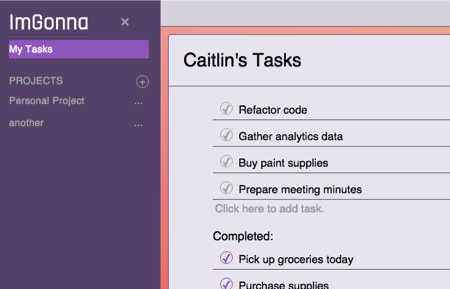 ImGonna ×
My Tasks
PROJECTS +
Personal Project ...
another ...
Caitlin's Tasks
Refactor code
Gather analytics data
Buy paint supplies
Prepare meeting minutes
Click here to add task.
Completed:
Pick up groceries today
Purchase supplies